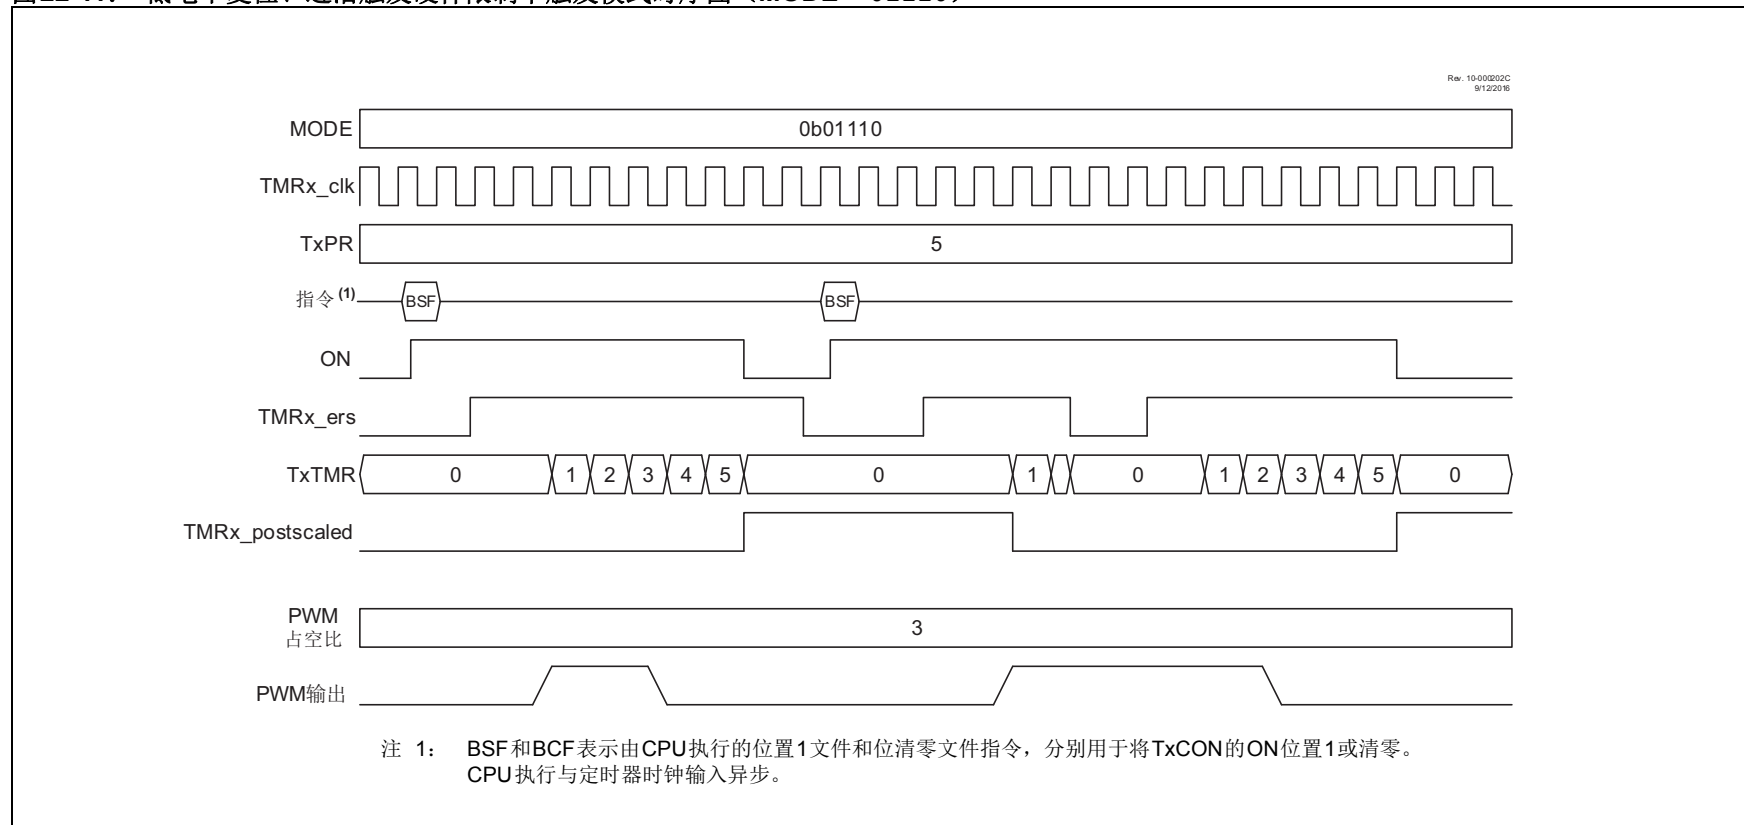 Rev. 10-000202C
9/12/2016
MODE 0b01110
TMRx_clk
TxPR 5
指令(1) BSF BSF
ON
TMRx_ers
TxTMR 0 1 2 3 4 5 0 1 0 1 2 3 4 5 0
TMRx_postscaled
PWM
占空比 3
PWM输出
注 1: BSF和BCF表示由CPU执行的位置1文件和位清零文件指令，分别用于将TxCON的ON位置1或清零。
CPU执行与定时器时钟输入异步。